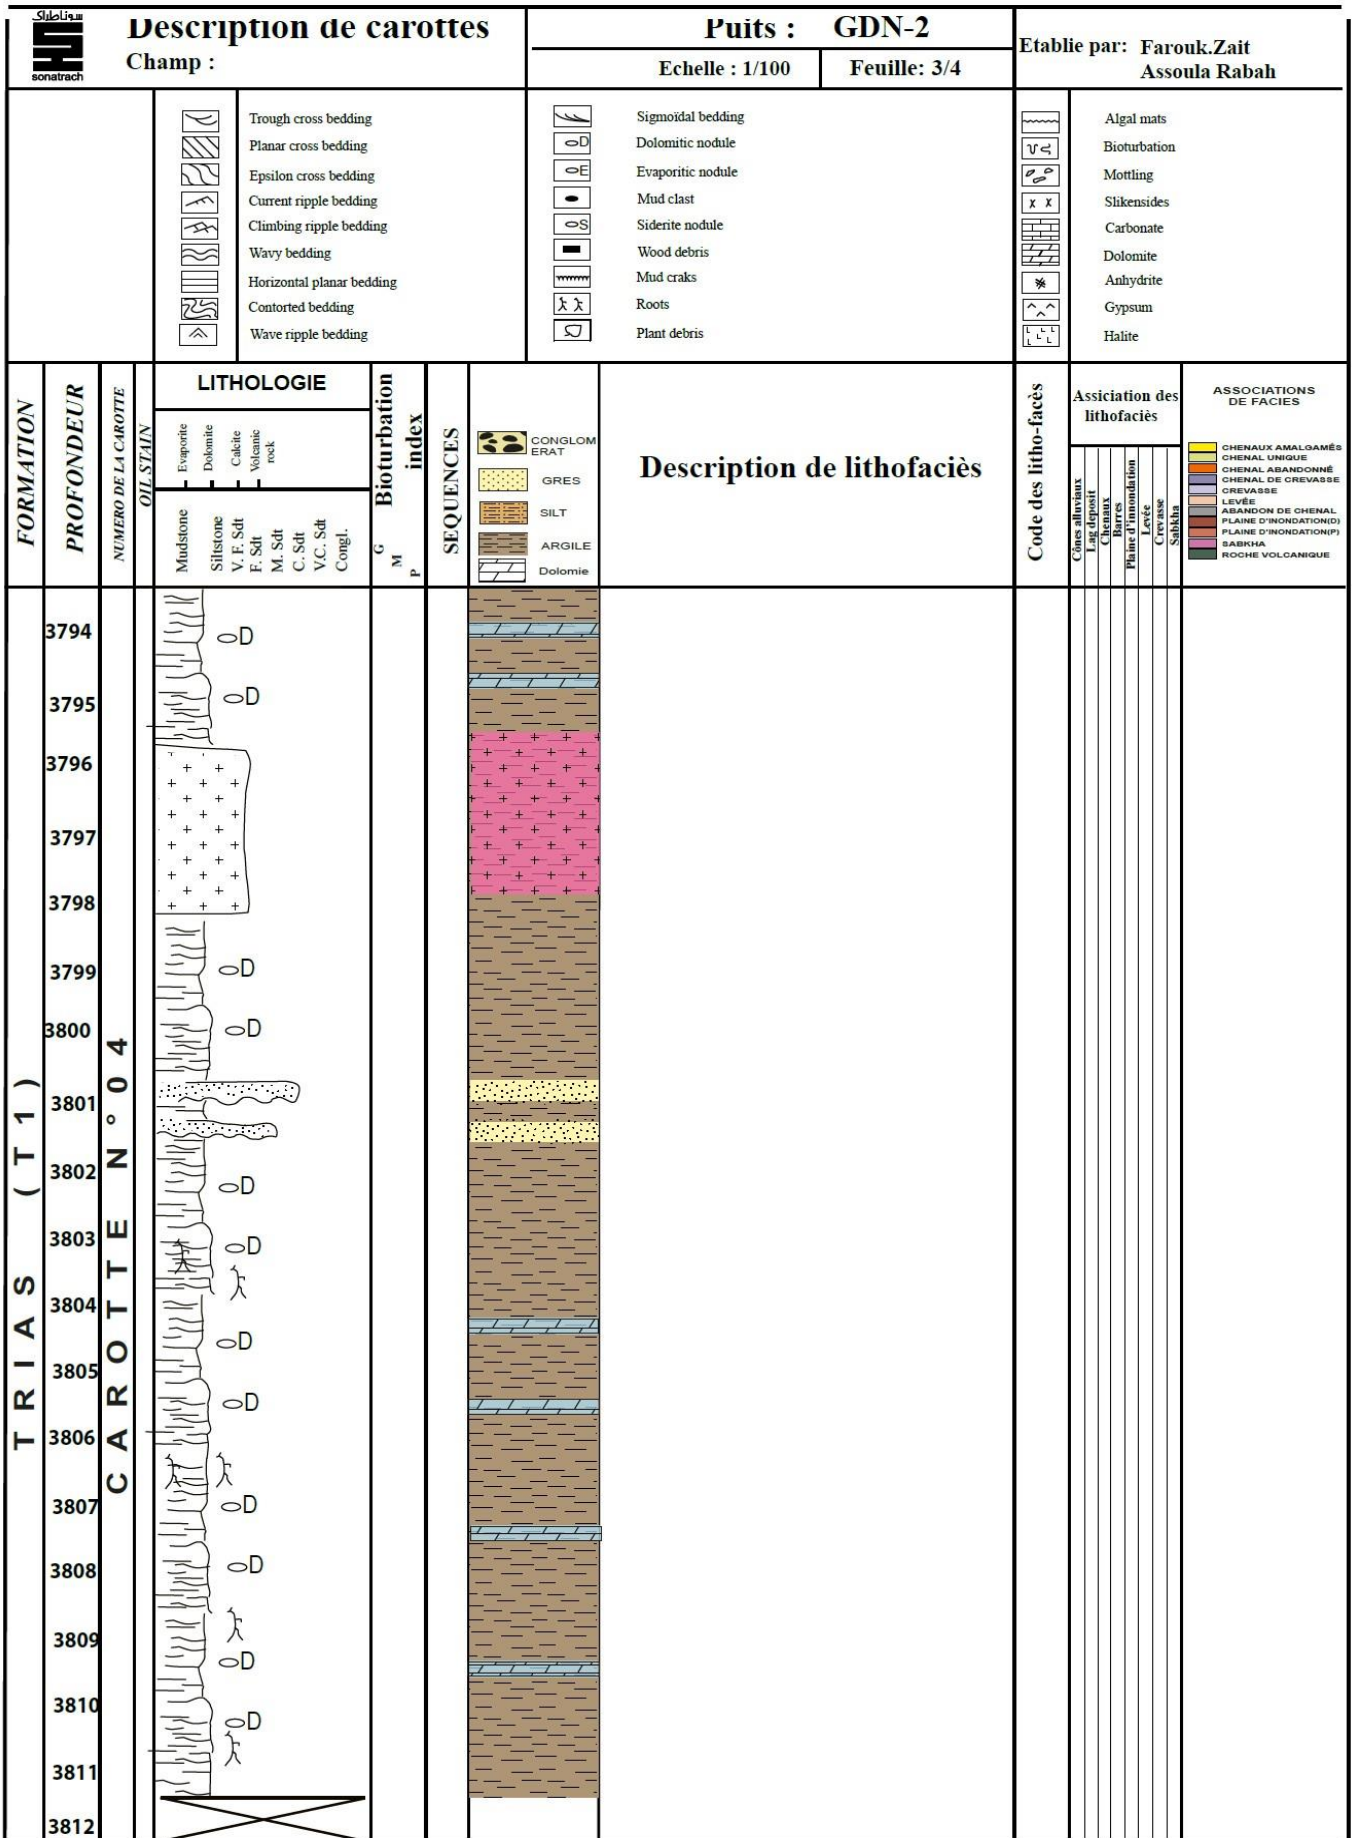 سوناطراك
sonatrach
Description de carottes
Champ :
Puits : GDN-2
Echelle : 1/100
Feuille: 3/4
Etablie par: Farouk.Zait
Assoula Rabah
Trough cross bedding
Planar cross bedding
Epsilon cross bedding
Current ripple bedding
Climbing ripple bedding
Wavy bedding
Horizontal planar bedding
Contorted bedding
Wave ripple bedding
Sigmoïdal bedding
D
Dolomitic nodule
E
Evaporitic nodule
Mud clast
S
Siderite nodule
Wood debris
Mud craks
Roots
Plant debris
Algal mats
Bioturbation
Mottling
x x
Slikensides
Carbonate
Dolomite
Anhydrite
Gypsum
Halite
FORMATION
PROFONDEUR
NUMERO DE LA CAROTTE
OIL STAIN
LITHOLOGIE
Evaporite
Dolomite
Calcite
Volcanic
rock
Mudstone
Siltstone
V. F. Sdt
F. Sdt
M. Sdt
C. Sdt
V.C. Sdt
Congl.
Bioturbation
index
G
M
P
SEQUENCES
CONGLOM
ERAT
GRES
SILT
ARGILE
Dolomie
Description de lithofaciès
Code des litho-facès
Assiciation des
lithofaciès
Cônes alluviaux
Lag deposit
Chenaux
Barres
Plaine d'innondation
Levée
Crevasse
Sabkha
ASSOCIATIONS
DE FACIES
CHENAUX AMALGAMÉS
CHENAL UNIQUE
CHENAL ABANDONNÉ
CHENAL DE CREVASSE
CREVASSE
LEVÉE
ABANDON DE CHENAL
PLAINE D'INONDATION(D)
PLAINE D'INONDATION(P)
SABKHA
ROCHE VOLCANIQUE
TRIAS (T1)
CAROTTE N°04
3794
D
D
3795
3796
3797
3798
3799
D
3800
D
3801
3802
D
3803
D
3804
3805
D
D
3806
3807
D
3808
D
3809
D
3810
D
3811
3812